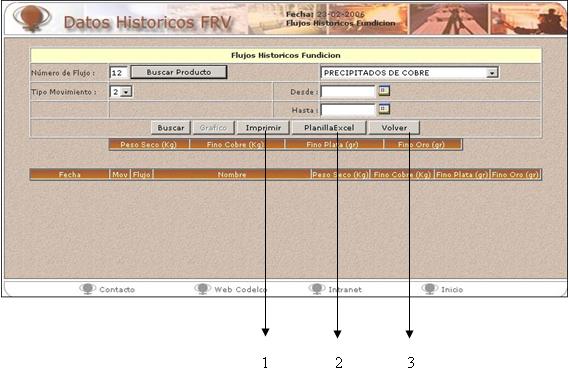 Datos Historicos FRV
Fecha: 23-02-2006
Flujos Historicos Fundicion
Flujos Historicos Fundicion
Número de Flujo : 12 Buscar Producto PRECIPITADOS DE COBRE
Tipo Movimiento : 2 Desde :
Hasta :
Buscar Grafico Imprimir PlanillaExcel Volver
Peso Seco (Kg) Fino Cobre (Kg) Fino Plata (gr) Fino Oro (gr)
Fecha Mov Flujo Nombre Peso Seco (Kg) Fino Cobre (Kg) Fino Plata (gr) Fino Oro (gr)
Contacto Web Codelco Intranet Inicio
1 2 3